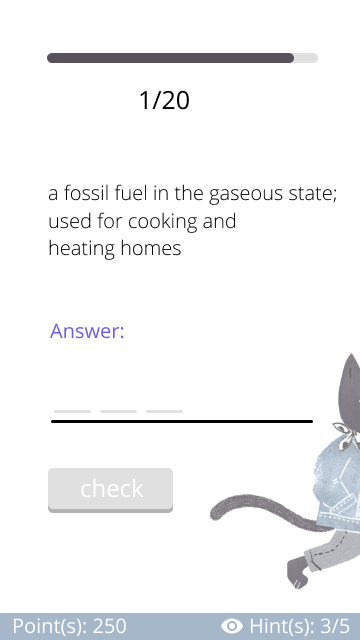 1/20
a fossil fuel in the gaseous state;
used for cooking and
heating homes
Answer:
check
Point(s): 250
Hint(s): 3/5